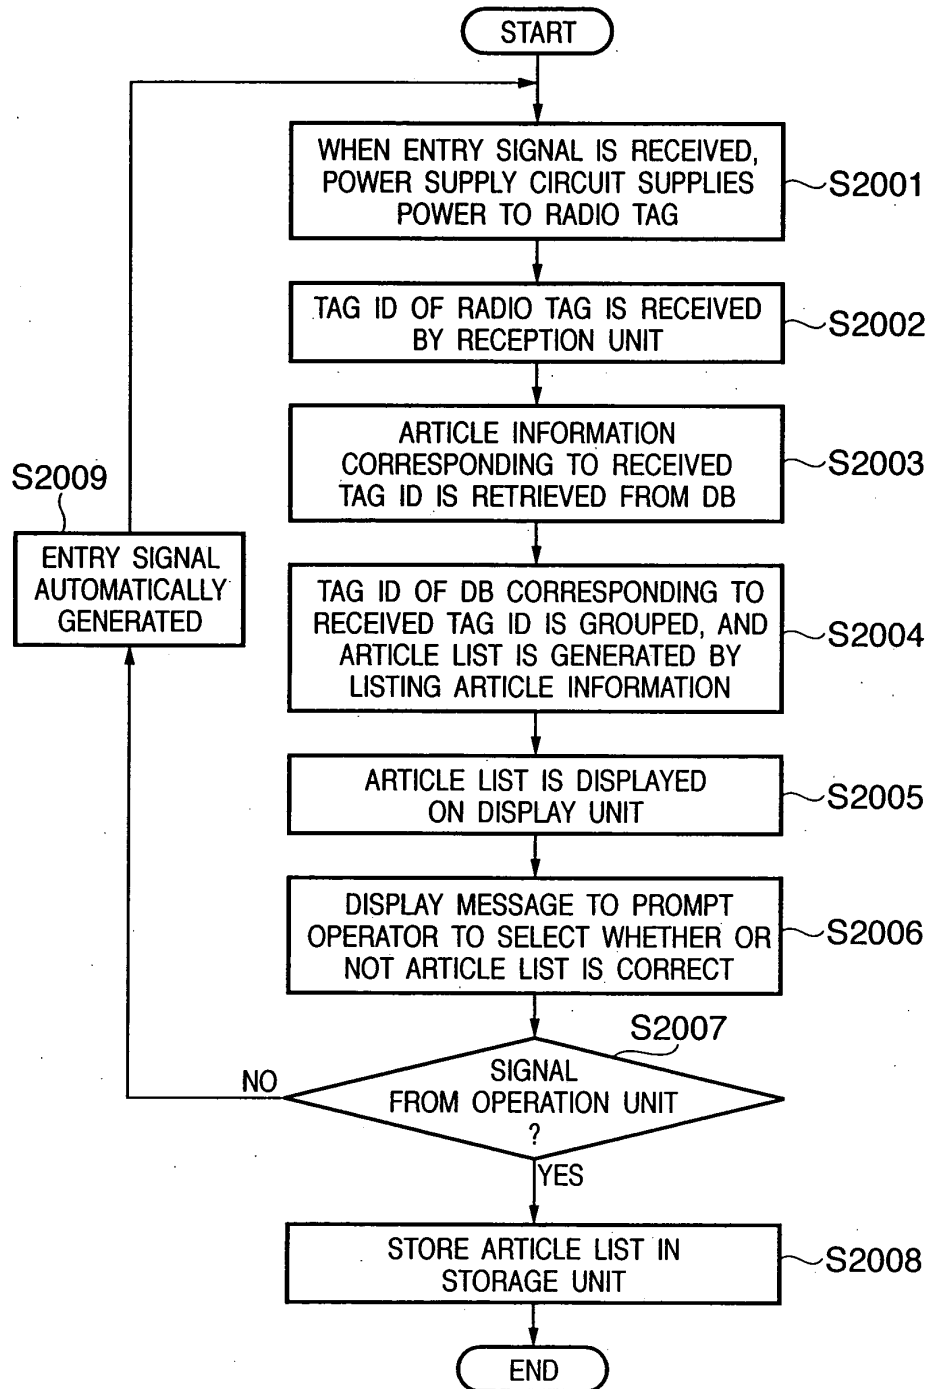 START
WHEN ENTRY SIGNAL IS RECEIVED,
POWER SUPPLY CIRCUIT SUPPLIES
POWER TO RADIO TAG
S2001
TAG ID OF RADIO TAG IS RECEIVED
BY RECEPTION UNIT
S2002
ARTICLE INFORMATION
CORRESPONDING TO RECEIVED
TAG ID IS RETRIEVED FROM DB
S2003
S2009
ENTRY SIGNAL
AUTOMATICALLY
GENERATED
TAG ID OF DB CORRESPONDING TO
RECEIVED TAG ID IS GROUPED, AND
ARTICLE LIST IS GENERATED BY
LISTING ARTICLE INFORMATION
S2004
ARTICLE LIST IS DISPLAYED
ON DISPLAY UNIT
S2005
DISPLAY MESSAGE TO PROMPT
OPERATOR TO SELECT WHETHER OR
NOT ARTICLE LIST IS CORRECT
S2006
S2007
SIGNAL
FROM OPERATION UNIT
?
NO
YES
STORE ARTICLE LIST IN
STORAGE UNIT
S2008
END